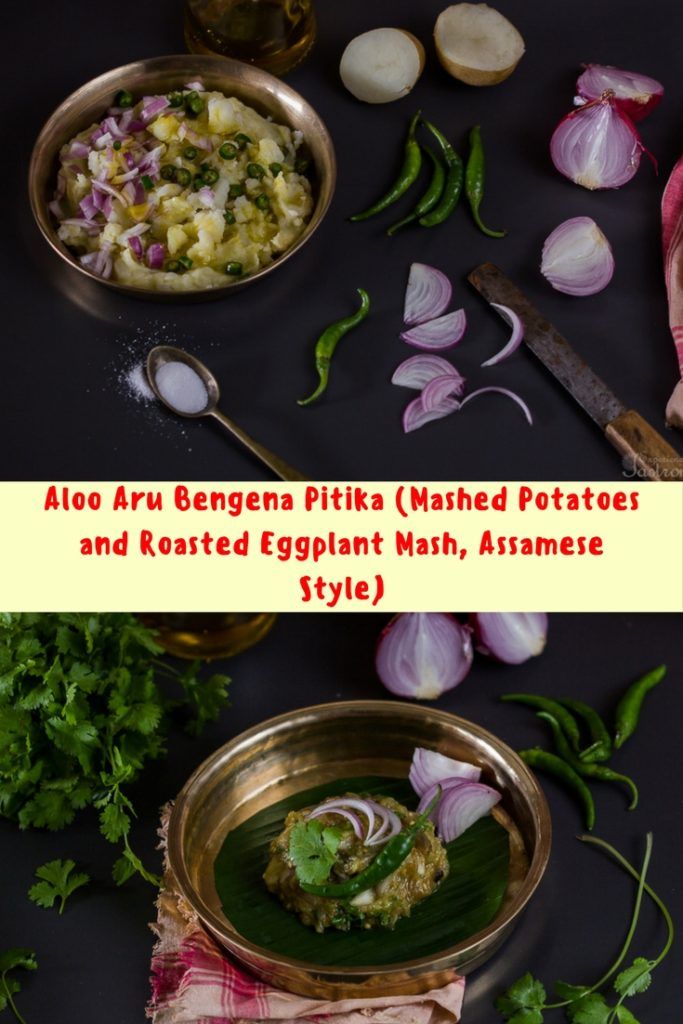 Aloo Aru Bengena Pitika (Mashed Potatoes
and Roasted Eggplant Mash, Assamese
Style)